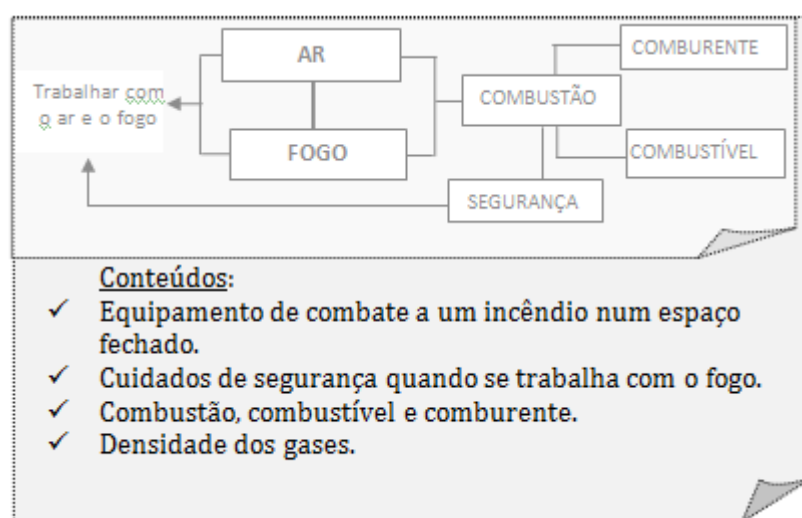 AR
COMBURENTE
Trabalhar com
o ar e o fogo
COMBUSTÃO
FOGO
COMBUSTÍVEL
SEGURANÇA
Conteúdos:
✓ Equipamento de combate a um incêndio num espaço
fechado.
✓ Cuidados de segurança quando se trabalha com o fogo.
✓ Combustão, combustível e comburente.
✓ Densidade dos gases.